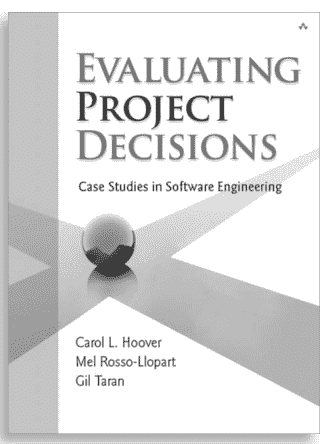 EVALUATING
PROJECT
DECISIONS
Case Studies in Software Engineering
Carol L. Hoover
Mel Rosso-Llopart
Gil Taran